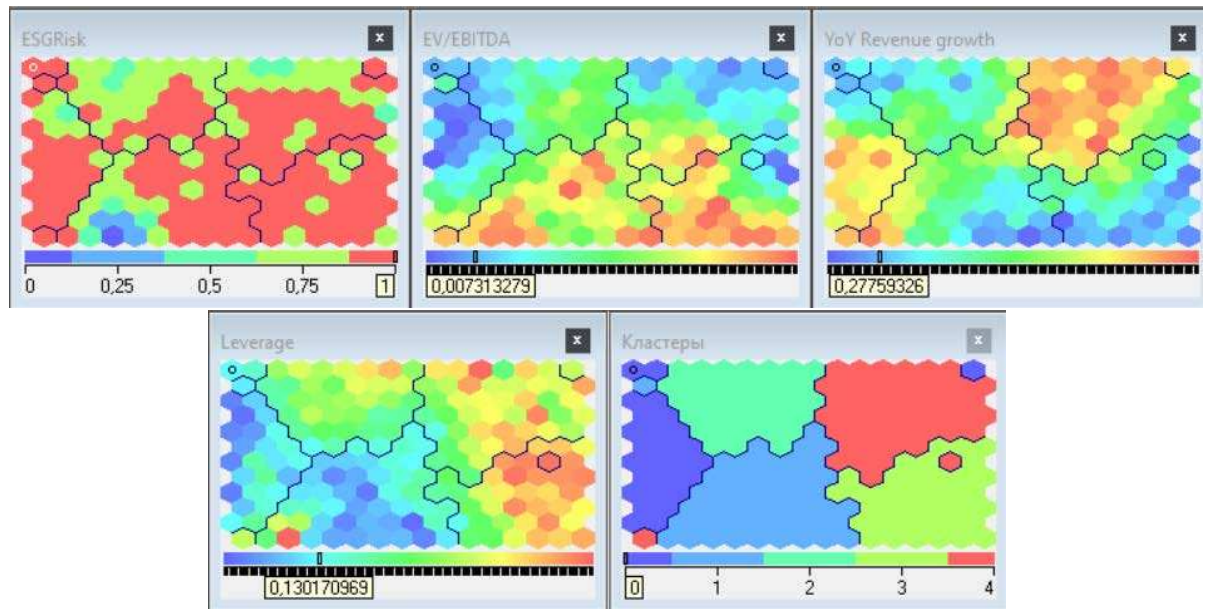 ESGRisk x
EV/EBITDA x
YoY Revenue growth x
0 0,25 0,5 0,75 1
0,007313279
0,27759326
Leverage x
Кластеры x
0,130170969
0 1 2 3 4